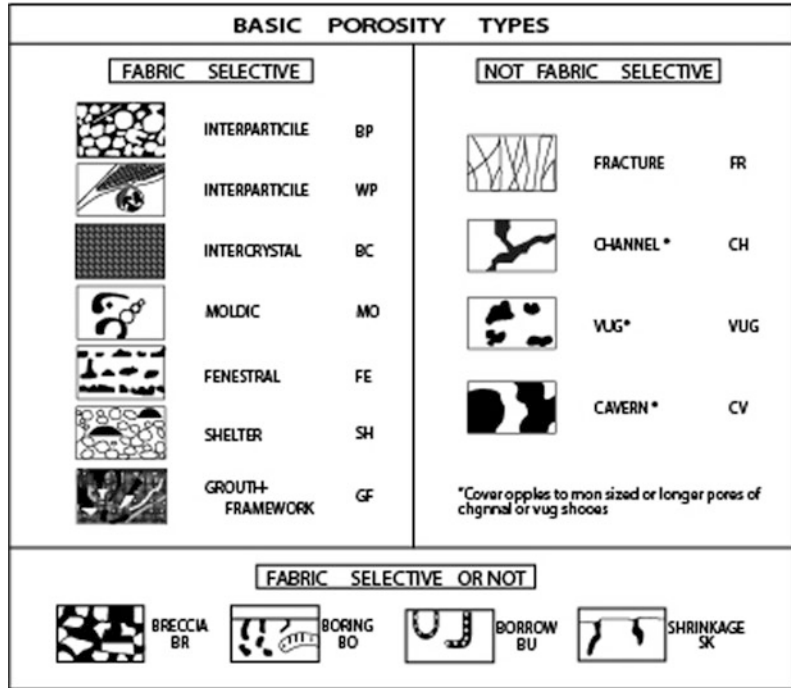 BASIC POROSITY TYPES
FABRIC SELECTIVE
INTERPARTICILE BP
INTERPARTICILE WP
INTERCRYSTAL BC
MOLDIC MO
FENESTRAL FE
SHELTER SH
GROUTH-
FRAMEWORK GF
NOT FABRIC SELECTIVE
FRACTURE FR
CHANNEL * CH
VUG* VUG
CAVERN * CV
*Cover opples to mon sized or longer pores of
chgnnal or vug shooes
FABRIC SELECTIVE OR NOT
BRECCIA
BR
BORING
BO
BORROW
BU
SHRINKAGE
SK